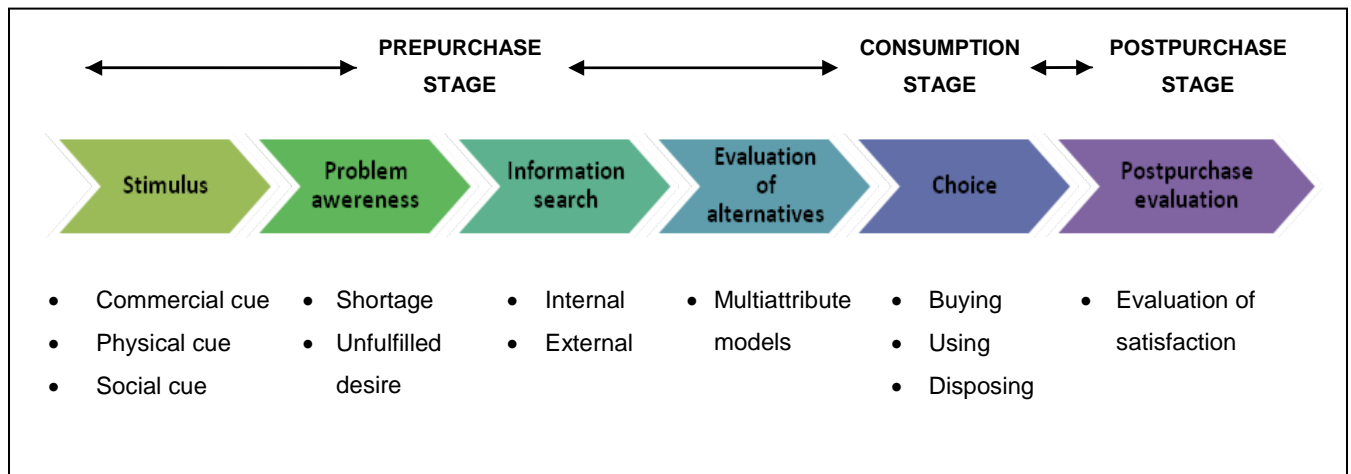 PREPURCHASE
STAGE
CONSUMPTION
STAGE
POSTPURCHASE
STAGE
Stimulus
Problem
awereness
Information
search
Evaluation
of
alternatives
Choice
Postpurchase
evaluation
• Commercial cue
• Physical cue
• Social cue
• Shortage
• Unfulfilled
desire
• Internal
• External
• Multiattribute
models
• Buying
• Using
• Disposing
• Evaluation of
satisfaction